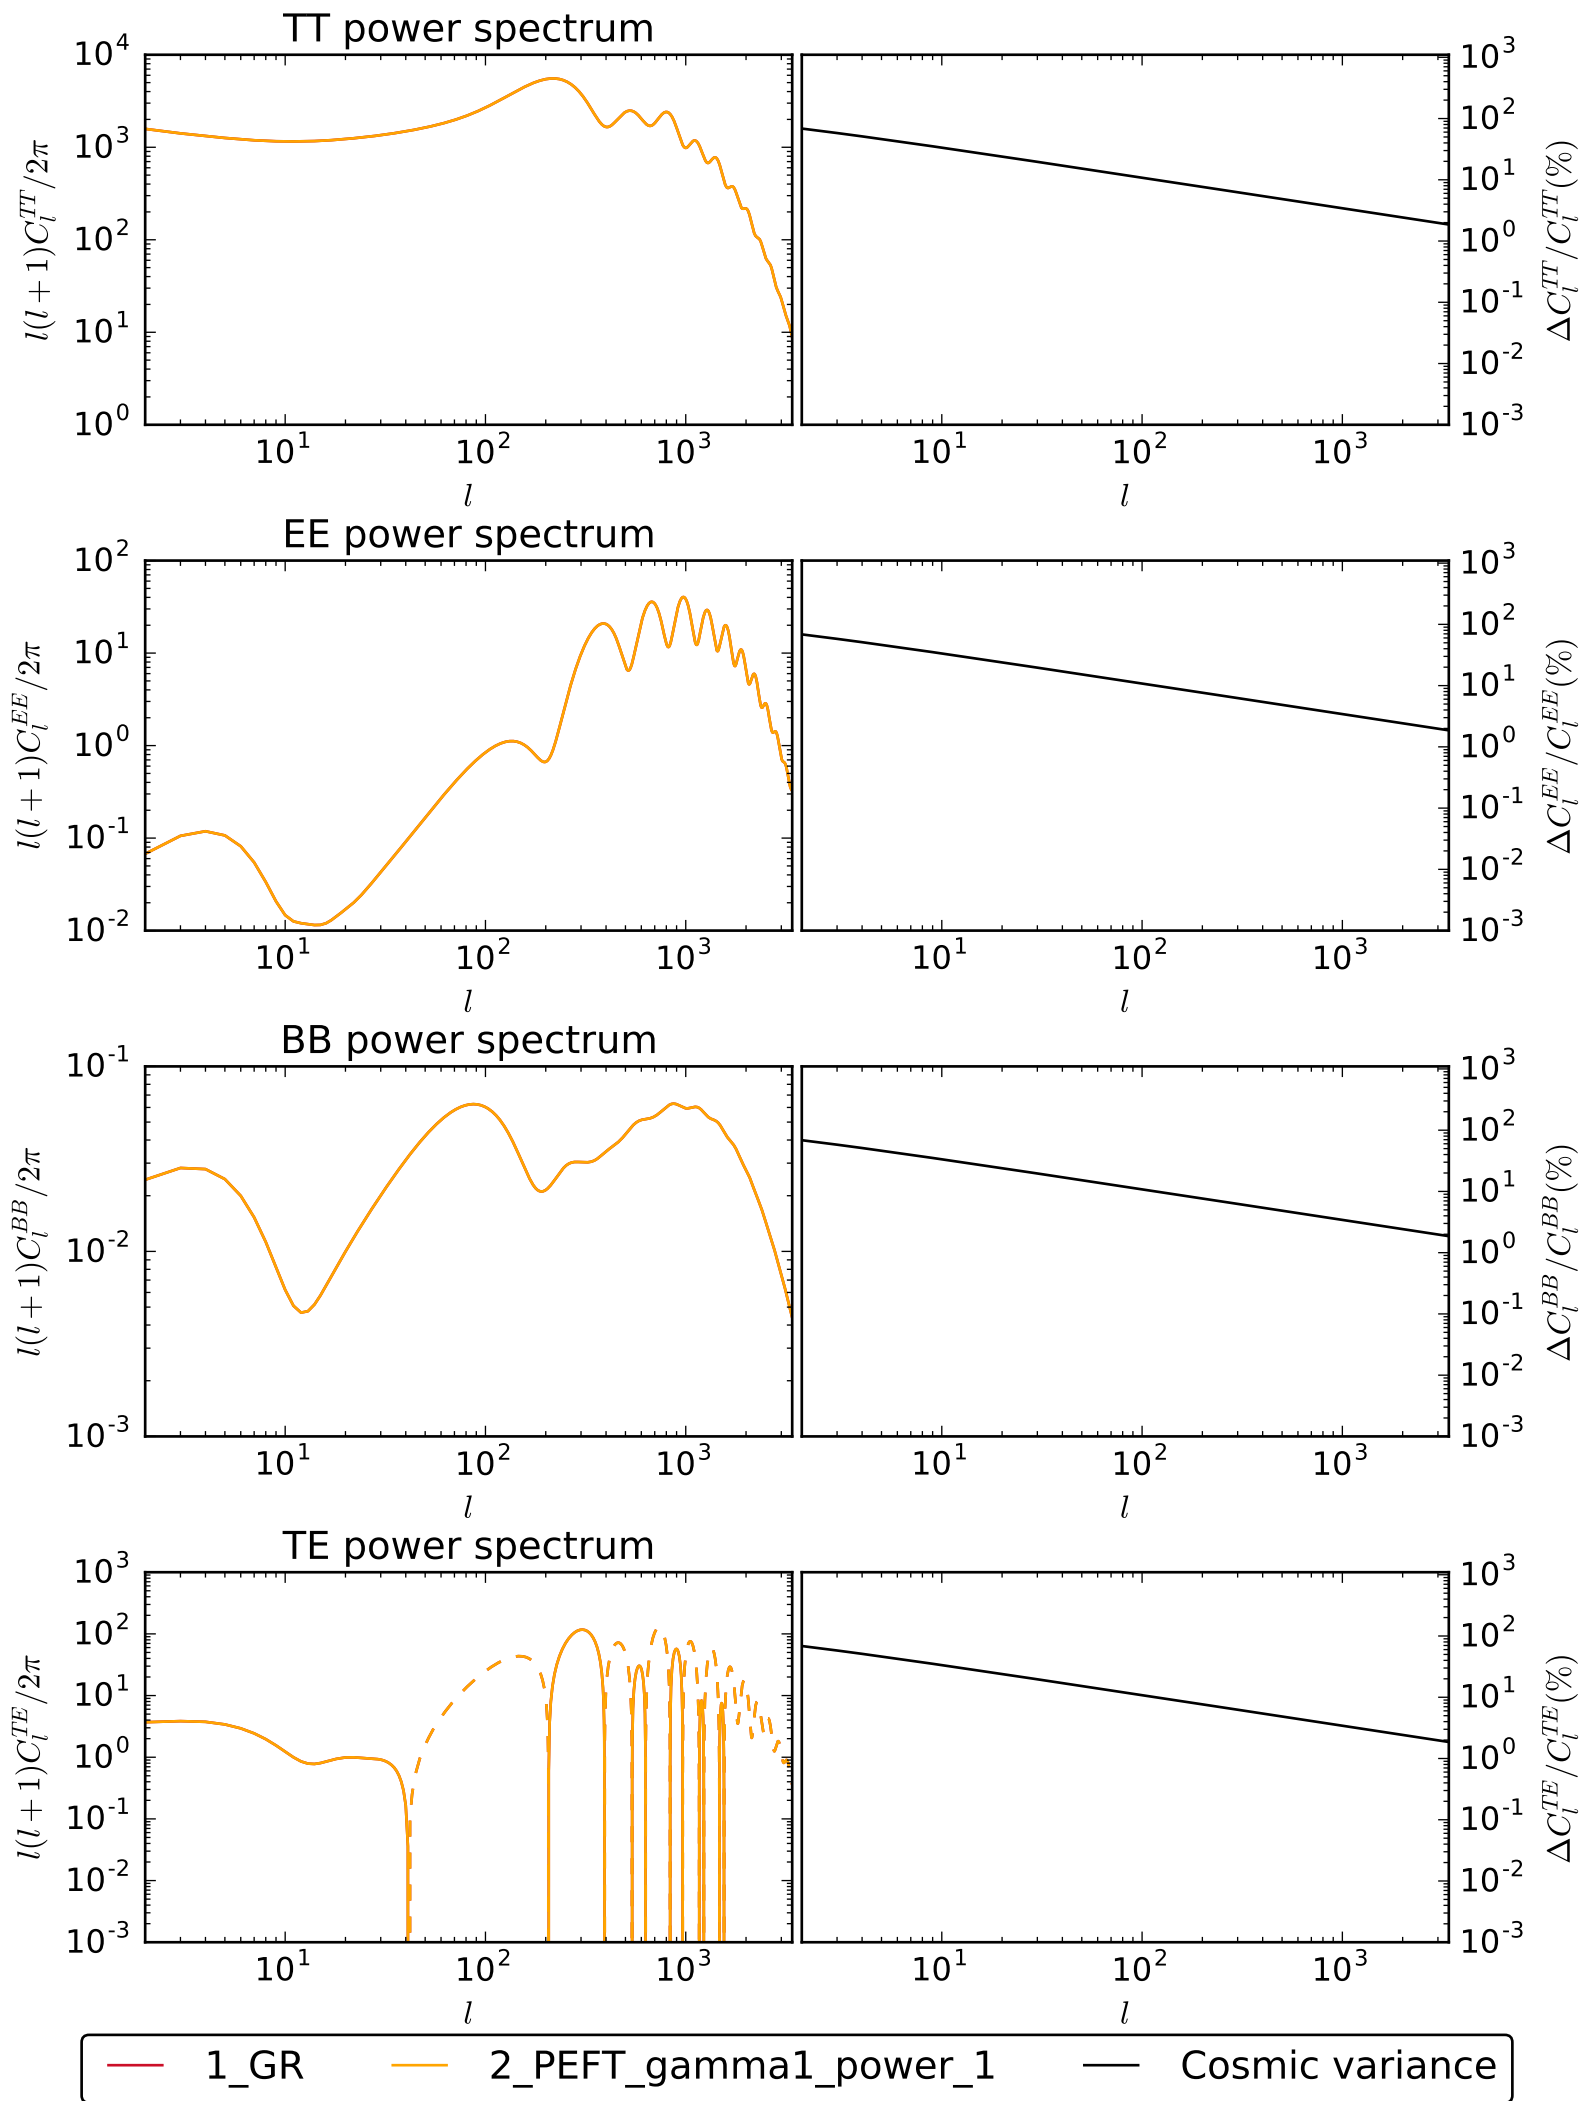 TT power spectrum
10^4
10^3
10^2
10^1
10^0
l(l+1)C_l^{TT}/2π
10^1 10^2 10^3
l
10^3
10^2
10^1
10^0
10^-1
10^-2
10^-3
ΔC_l^{TT}/C_l^{TT}(%)
10^1 10^2 10^3
l
EE power spectrum
10^2
10^1
10^0
10^-1
10^-2
l(l+1)C_l^{EE}/2π
10^1 10^2 10^3
l
10^3
10^2
10^1
10^0
10^-1
10^-2
10^-3
ΔC_l^{EE}/C_l^{EE}(%)
10^1 10^2 10^3
l
BB power spectrum
10^-1
10^-2
10^-3
l(l+1)C_l^{BB}/2π
10^1 10^2 10^3
l
10^3
10^2
10^1
10^0
10^-1
10^-2
10^-3
ΔC_l^{BB}/C_l^{BB}(%)
10^1 10^2 10^3
l
TE power spectrum
10^3
10^2
10^1
10^0
10^-1
10^-2
10^-3
l(l+1)C_l^{TE}/2π
10^1 10^2 10^3
l
10^3
10^2
10^1
10^0
10^-1
10^-2
10^-3
ΔC_l^{TE}/C_l^{TE}(%)
10^1 10^2 10^3
l
1_GR 2_PEFT_gamma1_power_1 Cosmic variance